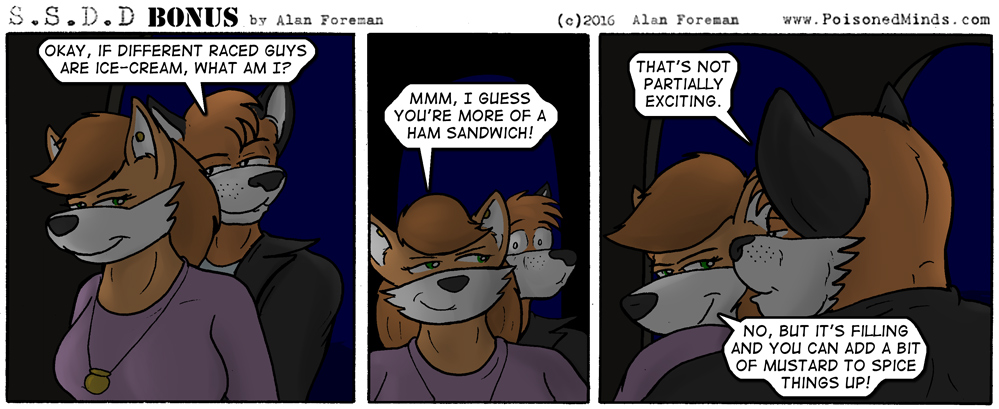 S.S.D.D BONUS by Alan Foreman (c)2016 Alan Foreman www.PoisonedMinds.com
OKAY, IF DIFFERENT RACED GUYS
ARE ICE-CREAM, WHAT AM I?
MMM, I GUESS
YOU'RE MORE OF A
HAM SANDWICH!
THAT'S NOT
PARTIALLY
EXCITING.
NO, BUT IT'S FILLING
AND YOU CAN ADD A BIT
OF MUSTARD TO SPICE
THINGS UP!